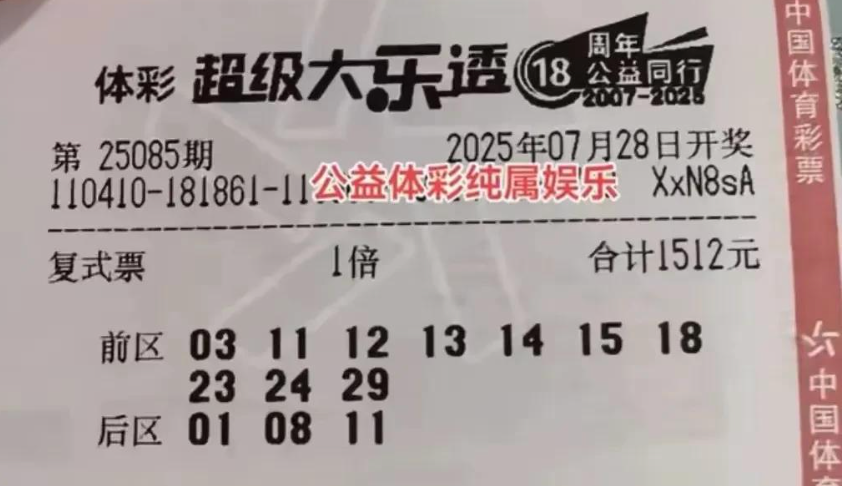 体彩 超级大乐透 18 周年
公益同行
2007-2025
第 25085期 2025年07月28日开奖
110410-181861-11 公益体彩纯属娱乐 XxN8sA
复式票 1倍 合计1512元
前区 03 11 12 13 14 15 18
23 24 29
后区 01 08 11
中国体育彩票
中国体育